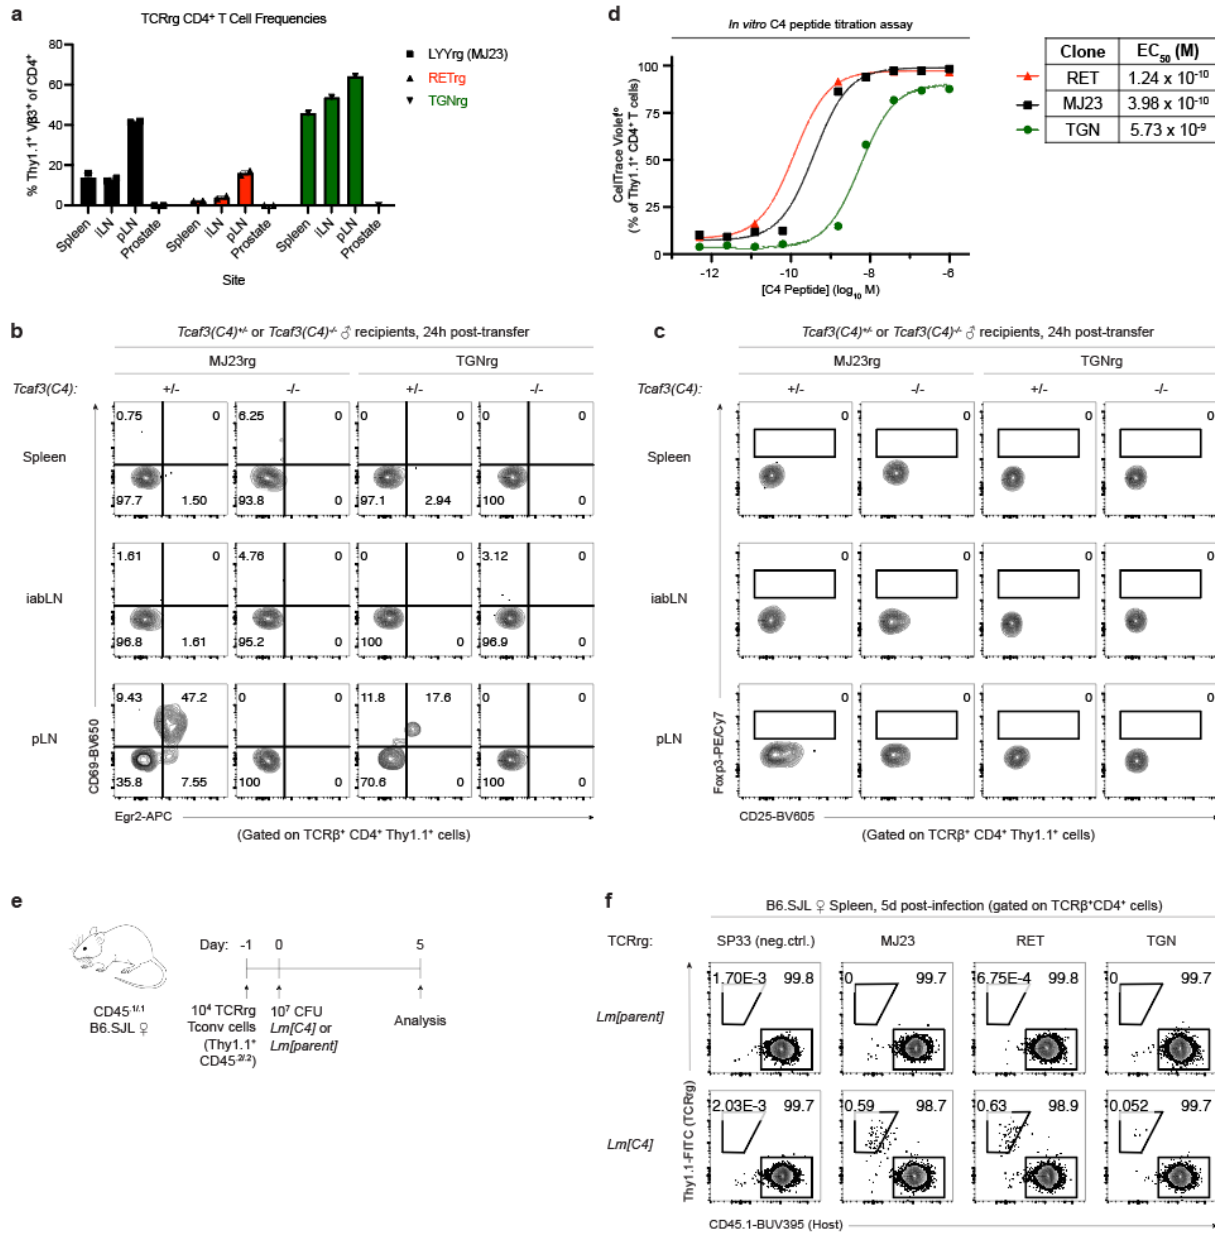 a
TCRrg CD4⁺ T Cell Frequencies
% Thy1.1⁺ Vβ3⁺ of CD4⁺
80
60
40
20
0
Spleen
iLN
pLN
Prostate
Spleen
iLN
pLN
Prostate
Spleen
iLN
pLN
Prostate
Site
LYYrg (MJ23)
RETrg
TGNrg
d
In vitro C4 peptide titration assay
CellTrace Violetˡᵒ
(% of Thy1.1⁺ CD4⁺ T cells)
100
75
50
25
0
-12 -10 -8 -6
[C4 Peptide] (log₁₀ M)
Clone EC₅₀ (M)
RET 1.24 x 10⁻¹⁰
MJ23 3.98 x 10⁻¹⁰
TGN 5.73 x 10⁻⁹
b
Tcaf3(C4)⁺/⁻ or Tcaf3(C4)⁻/⁻ ♂ recipients, 24h post-transfer
MJ23rg TGNrg
Tcaf3(C4): +/- -/- +/- -/-
Spleen
0.75 0 6.25 0 0 0 0 0
97.7 1.50 93.8 0 97.1 2.94 100 0
iabLN
1.61 0 4.76 0 0 0 3.12 0
96.8 1.61 95.2 0 100 0 96.9 0
pLN
9.43 47.2 0 0 11.8 17.6 0 0
35.8 7.55 100 0 70.6 0 100 0
CD69-BV650
Egr2-APC
(Gated on TCRβ⁺ CD4⁺ Thy1.1⁺ cells)
c
Tcaf3(C4)⁺/⁻ or Tcaf3(C4)⁻/⁻ ♂ recipients, 24h post-transfer
MJ23rg TGNrg
Tcaf3(C4): +/- -/- +/- -/-
Spleen
0 0 0 0
iabLN
0 0 0 0
pLN
0 0 0 0
Foxp3-PE/Cy7
CD25-BV605
(Gated on TCRβ⁺ CD4⁺ Thy1.1⁺ cells)
e
Day: -1 0 5
CD45.¹/.¹
B6.SJL ♀
10⁴ TCRrg
Tconv cells
(Thy1.1⁺
CD45.²/.²)
10⁷ CFU
Lm[C4] or
Lm[parent]
Analysis
f
B6.SJL ♀ Spleen, 5d post-infection (gated on TCRβ⁺CD4⁺ cells)
TCRrg: SP33 (neg.ctrl.) MJ23 RET TGN
Lm[parent]
1.70E-3 99.8 0 99.7 6.75E-4 99.8 0 99.7
Lm[C4]
2.03E-3 99.7 0.59 98.7 0.63 98.9 0.052 99.7
Thy1.1-FITC (TCRrg)
CD45.1-BUV395 (Host)